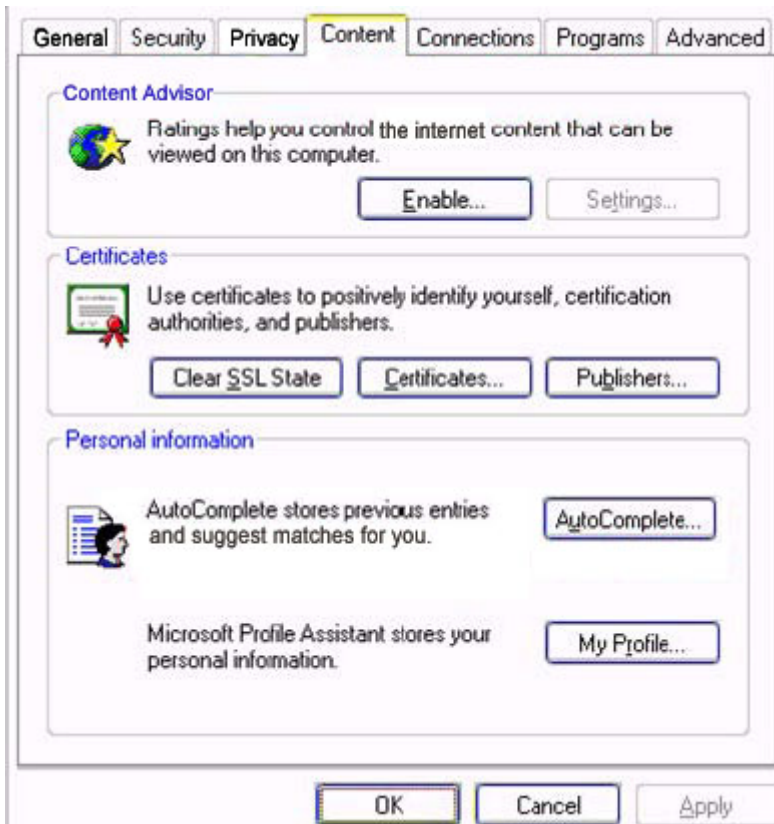 General Security Privacy Content Connections Programs Advanced
Content Advisor
Ratings help you control the internet content that can be
viewed on this computer.
Enable... Settings...
Certificates
Use certificates to positively identify yourself, certification
authorities, and publishers.
Clear SSL State Certificates... Publishers...
Personal information
AutoComplete stores previous entries
and suggest matches for you.
AutoComplete...
Microsoft Profile Assistant stores your
personal information.
My Profile...
OK Cancel Apply